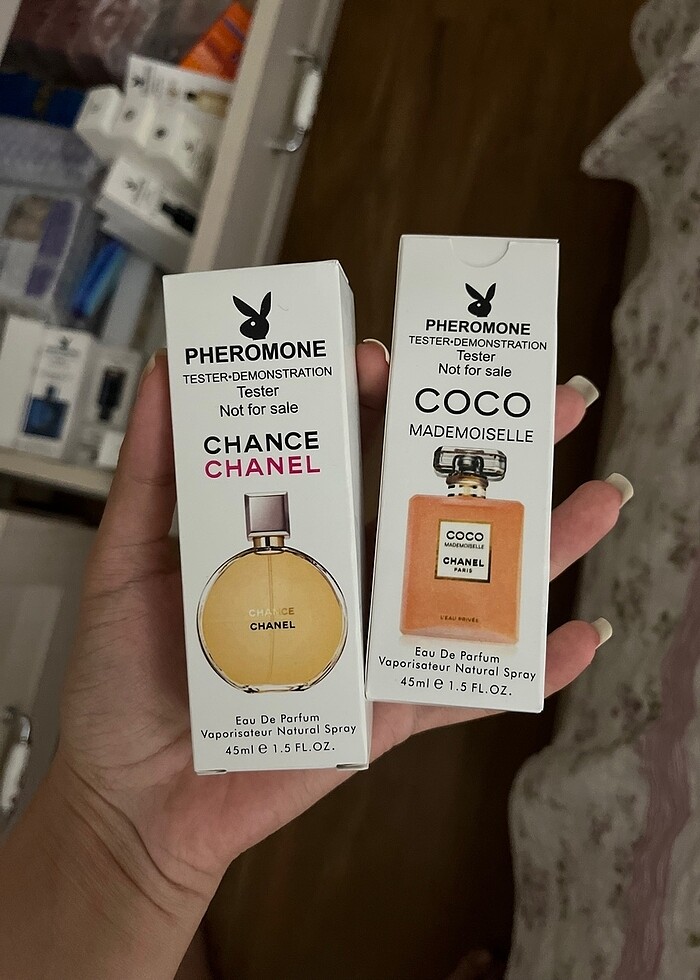 PHEROMONE
TESTER•DEMONSTRATION
Tester
Not for sale
CHANCE
CHANEL
CHANCE
CHANEL
Eau De Parfum
Vaporisateur Natural Spray
45ml e 1.5 FL.OZ.
PHEROMONE
TESTER•DEMONSTRATION
Tester
Not for sale
COCO
MADEMOISELLE
COCO
MADEMOISELLE
CHANEL
PARIS
L'EAU PRIVÉE
Eau De Parfum
Vaporisateur Natural Spray
45ml e 1.5 FL.OZ.